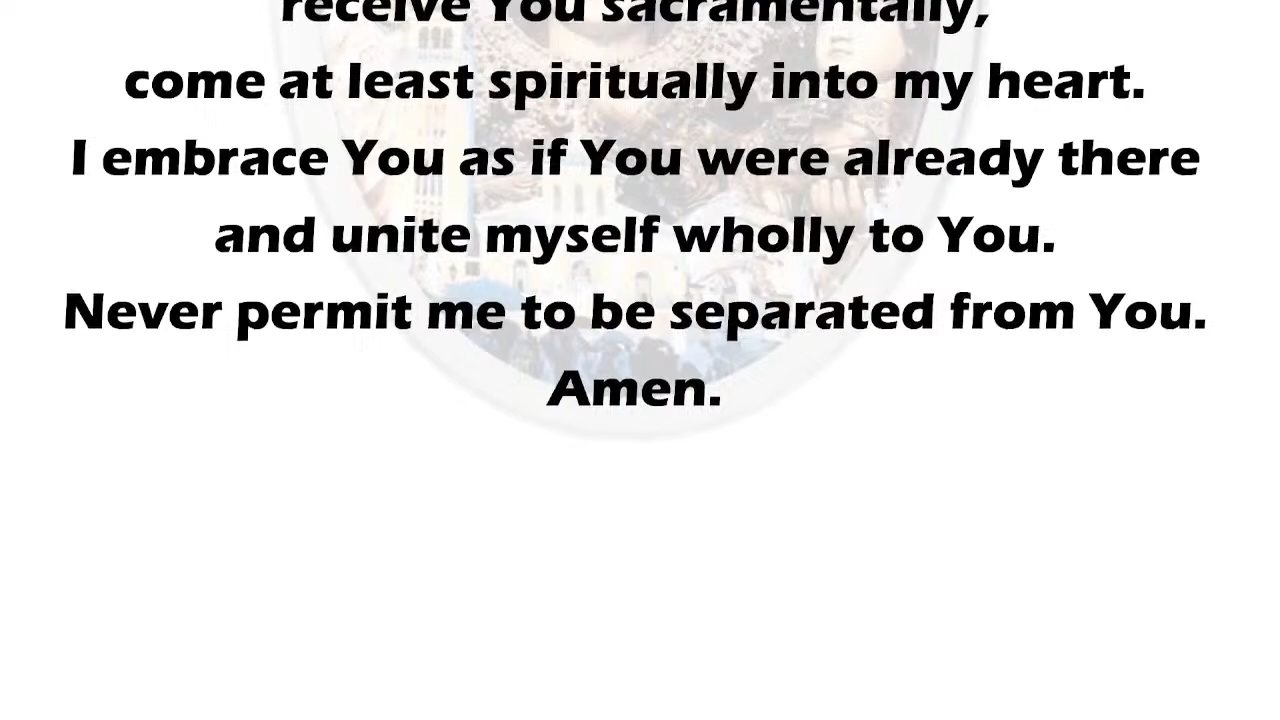 receive You sacramentally,
come at least spiritually into my heart.
I embrace You as if You were already there
and unite myself wholly to You.
Never permit me to be separated from You.
Amen.